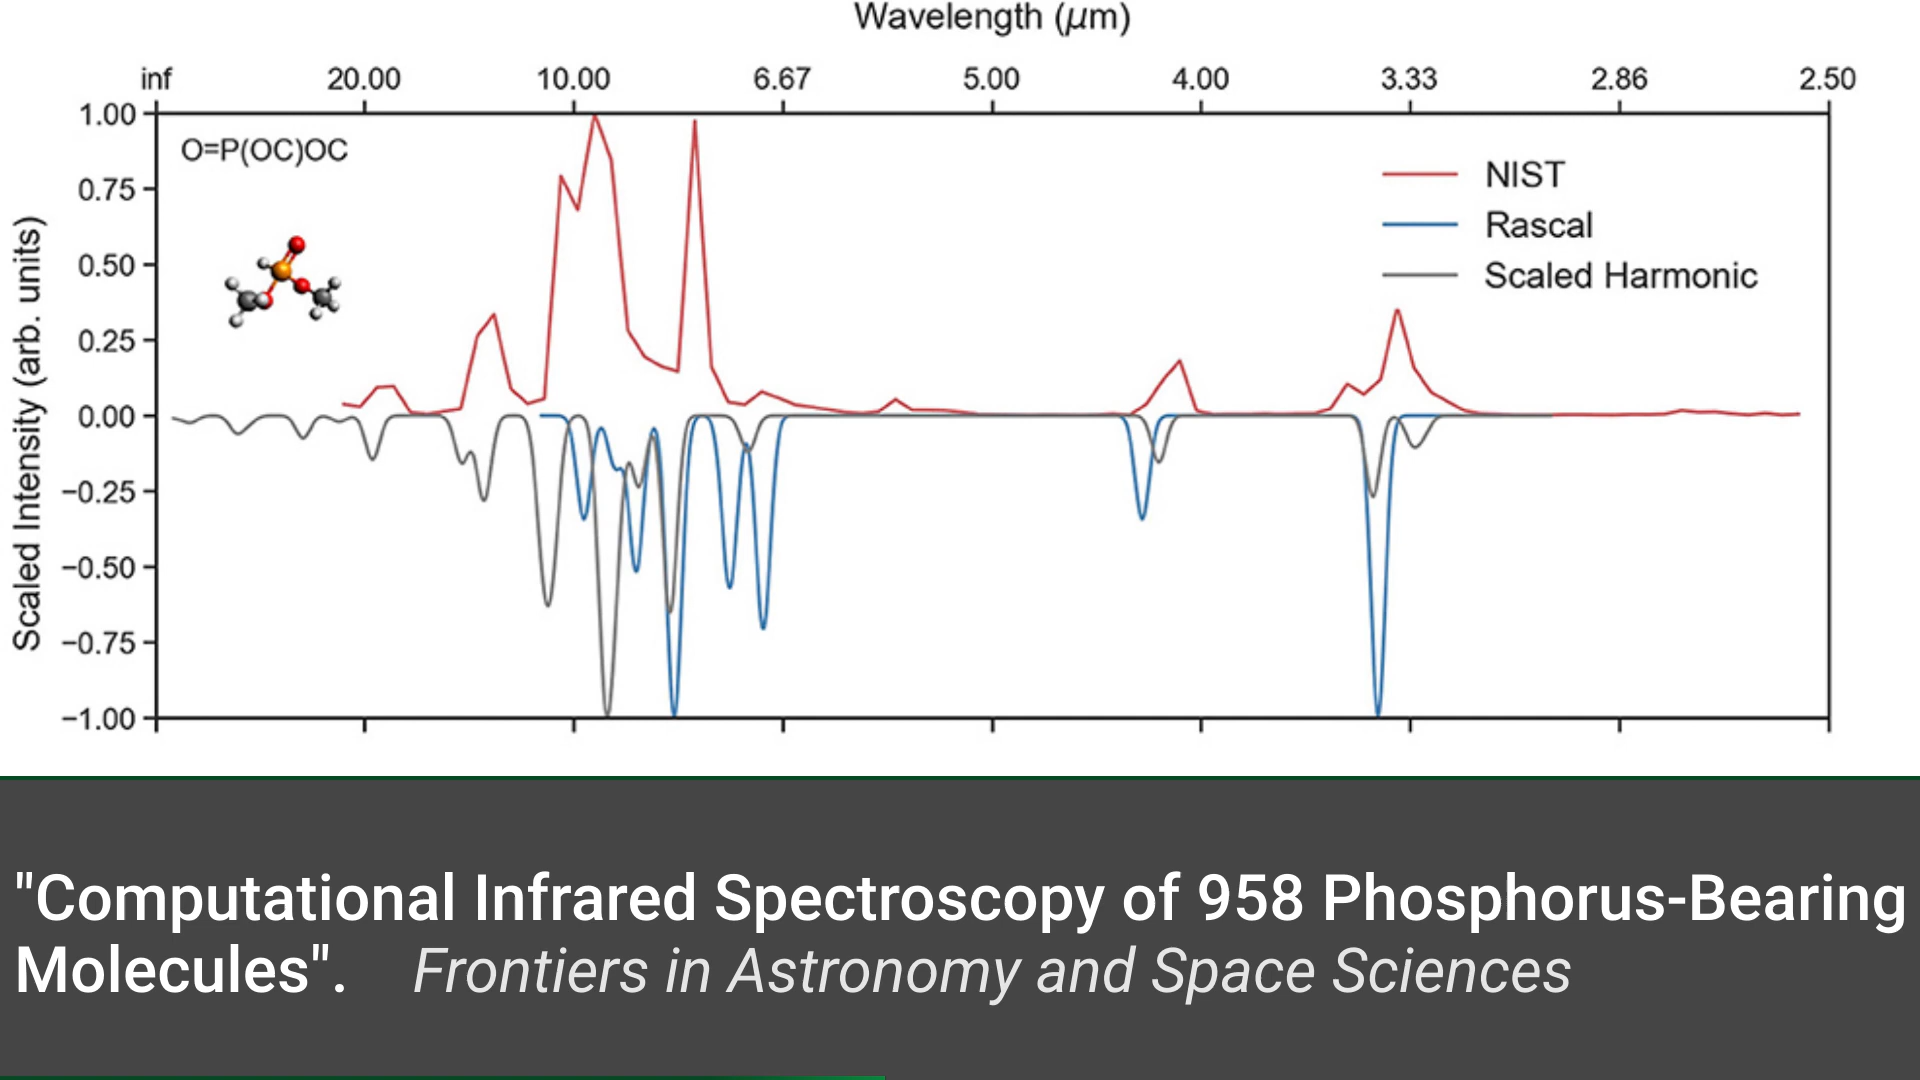 Wavelength (μm)
inf 20.00 10.00 6.67 5.00 4.00 3.33 2.86 2.50
Scaled Intensity (arb. units)
1.00
0.75
0.50
0.25
0.00
−0.25
−0.50
−0.75
−1.00
O=P(OC)OC
NIST
Rascal
Scaled Harmonic
"Computational Infrared Spectroscopy of 958 Phosphorus-Bearing
Molecules". Frontiers in Astronomy and Space Sciences